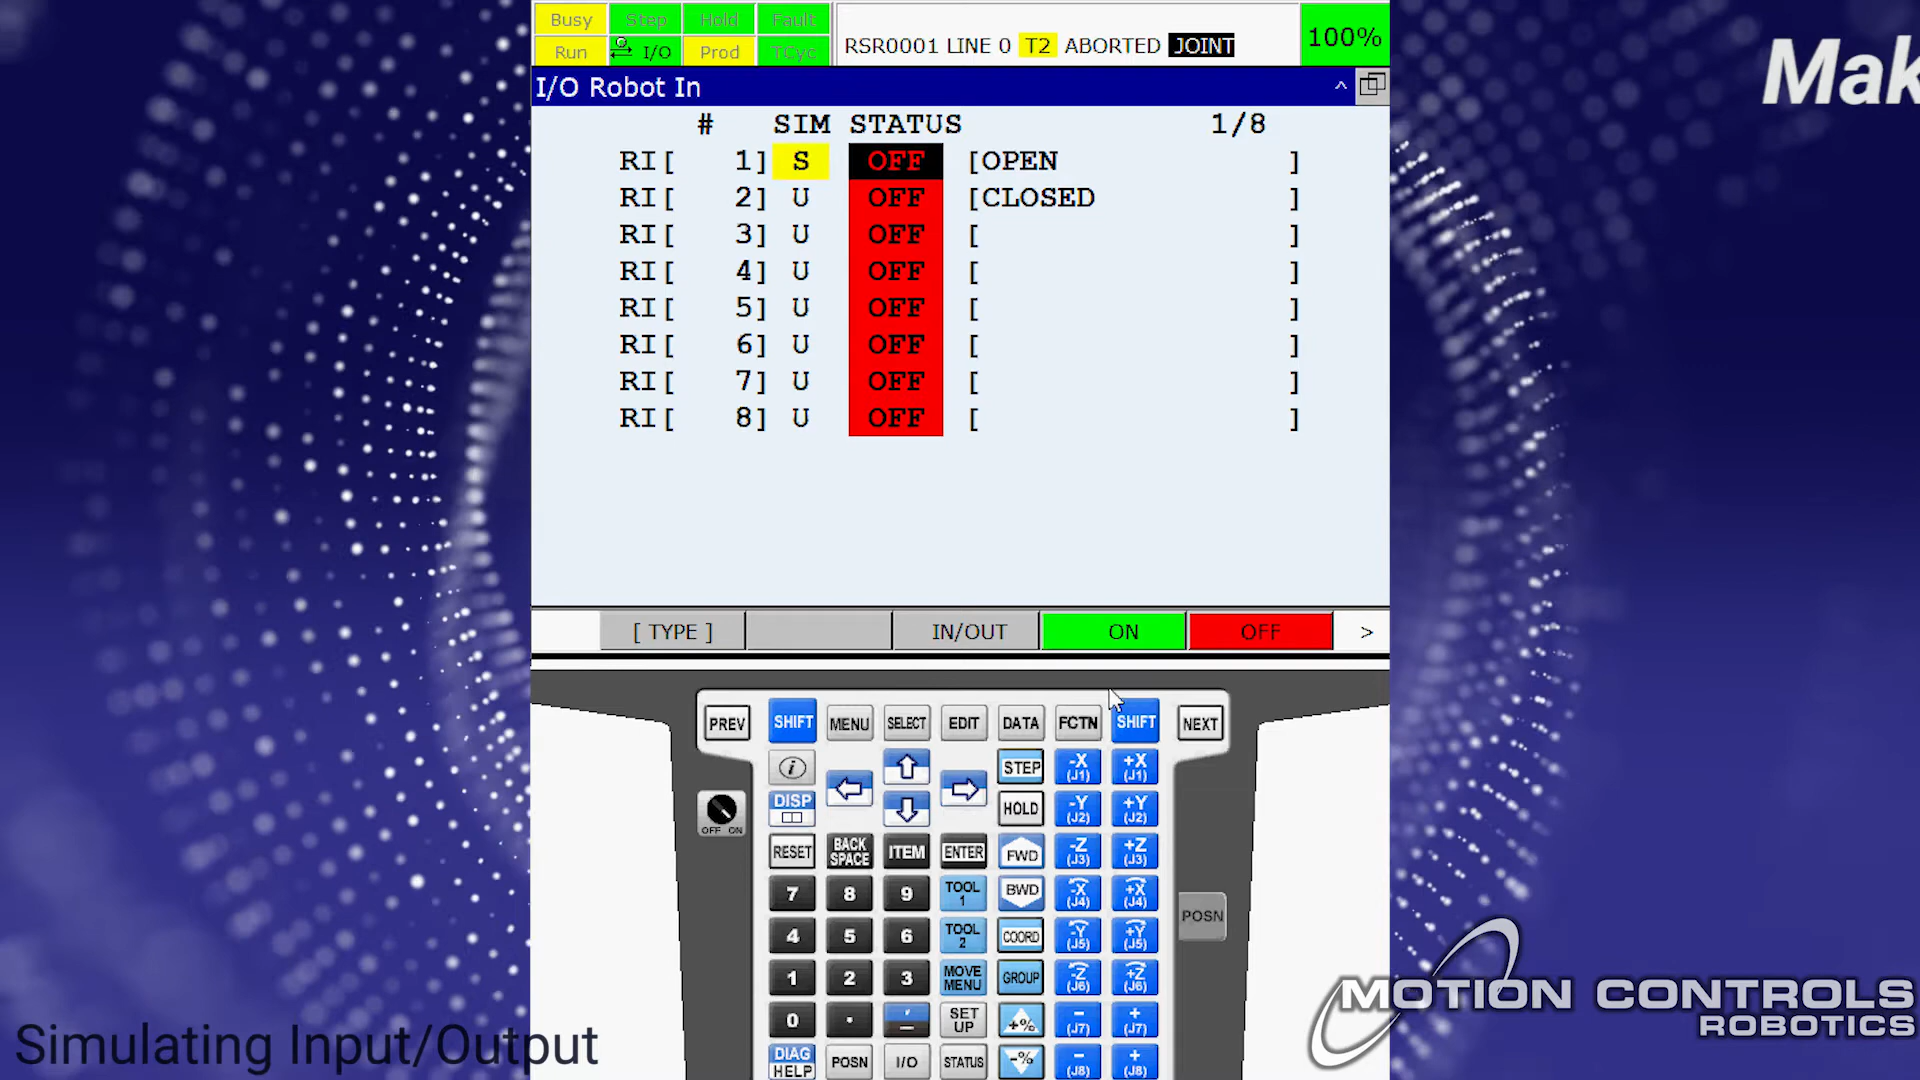 Busy Step Hold Fault
Run I/O Prod TCyc
RSR0001 LINE 0 T2 ABORTED JOINT
100%
Mak
I/O Robot In
# SIM STATUS 1/8
RI[ 1] S OFF [OPEN ]
RI[ 2] U OFF [CLOSED ]
RI[ 3] U OFF [ ]
RI[ 4] U OFF [ ]
RI[ 5] U OFF [ ]
RI[ 6] U OFF [ ]
RI[ 7] U OFF [ ]
RI[ 8] U OFF [ ]
[ TYPE ] IN/OUT ON OFF >
PREV SHIFT MENU SELECT EDIT DATA FCTN SHIFT NEXT
i STEP -X (J1) +X (J1)
DISP HOLD -Y (J2) +Y (J2)
OFF ON
RESET BACK SPACE ITEM ENTER FWD -Z (J3) +Z (J3)
7 8 9 TOOL 1 BWD -X (J4) +X (J4)
POSN
4 5 6 TOOL 2 COORD -Y (J5) +Y (J5)
1 2 3 MOVE MENU GROUP -Z (J6) +Z (J6)
0 . , − SET UP +% − (J7) + (J7)
DIAG HELP POSN I/O STATUS -% − (J8) + (J8)
MOTION CONTROLS
ROBOTICS
Simulating Input/Output